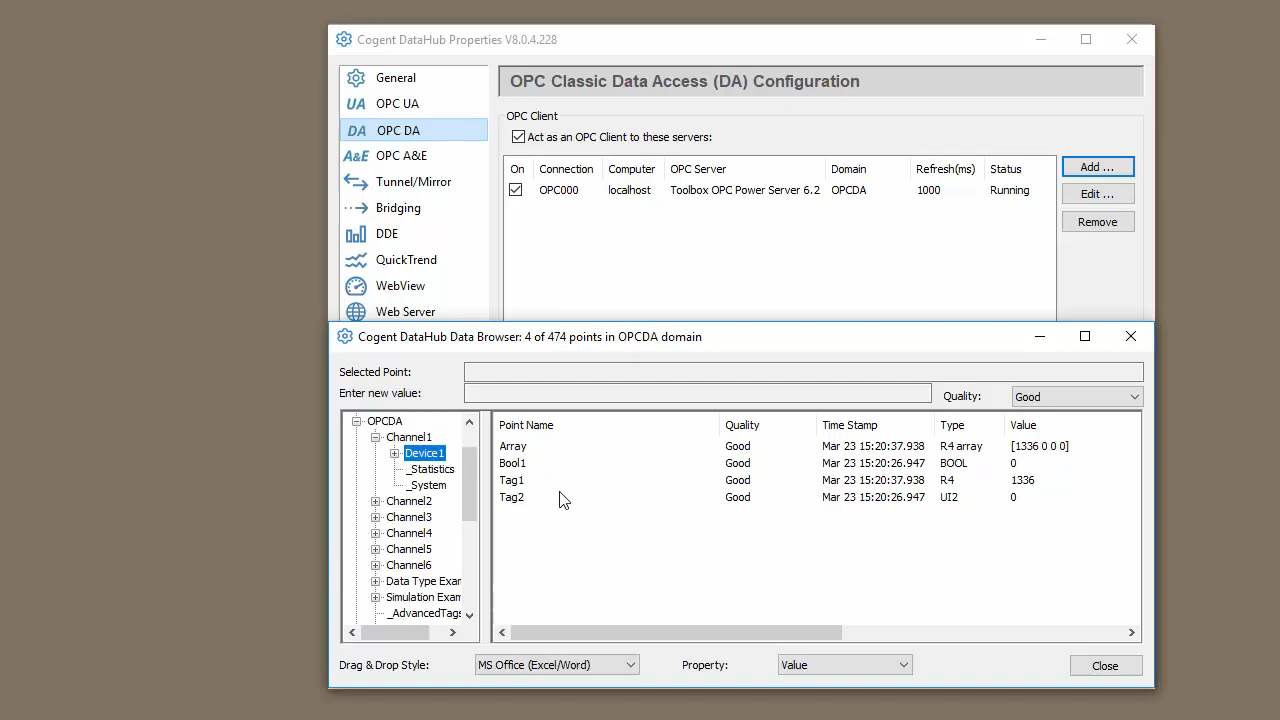 Cogent DataHub Properties V8.0.4.228
General
UA OPC UA
DA OPC DA
A&E OPC A&E
Tunnel/Mirror
Bridging
DDE
QuickTrend
WebView
Web Server
OPC Classic Data Access (DA) Configuration
OPC Client
Act as an OPC Client to these servers:
On Connection Computer OPC Server Domain Refresh(ms) Status
OPC000 localhost Toolbox OPC Power Server 6.2 OPCDA 1000 Running
Add ...
Edit ...
Remove
Cogent DataHub Data Browser: 4 of 474 points in OPCDA domain
Selected Point:
Enter new value:
Quality: Good
OPCDA
Channel1
Device1
_Statistics
_System
Channel2
Channel3
Channel4
Channel5
Channel6
Data Type Exar
Simulation Exam
_AdvancedTags
Point Name Quality Time Stamp Type Value
Array Good Mar 23 15:20:37.938 R4 array [1336 0 0 0]
Bool1 Good Mar 23 15:20:26.947 BOOL 0
Tag1 Good Mar 23 15:20:37.938 R4 1336
Tag2 Good Mar 23 15:20:26.947 UI2 0
Drag & Drop Style: MS Office (Excel/Word) Property: Value Close